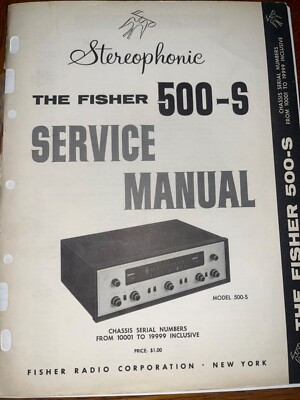 Stereophonic
THE FISHER 500-S
SERVICE
MANUAL
MODEL 500-S
CHASSIS SERIAL NUMBERS
FROM 10001 TO 19999 INCLUSIVE
PRICE: $1.00
FISHER RADIO CORPORATION · NEW YORK
CHASSIS SERIAL NUMBERS
FROM 10001 TO 19999 INCLUSIVE
THE FISHER 500-S